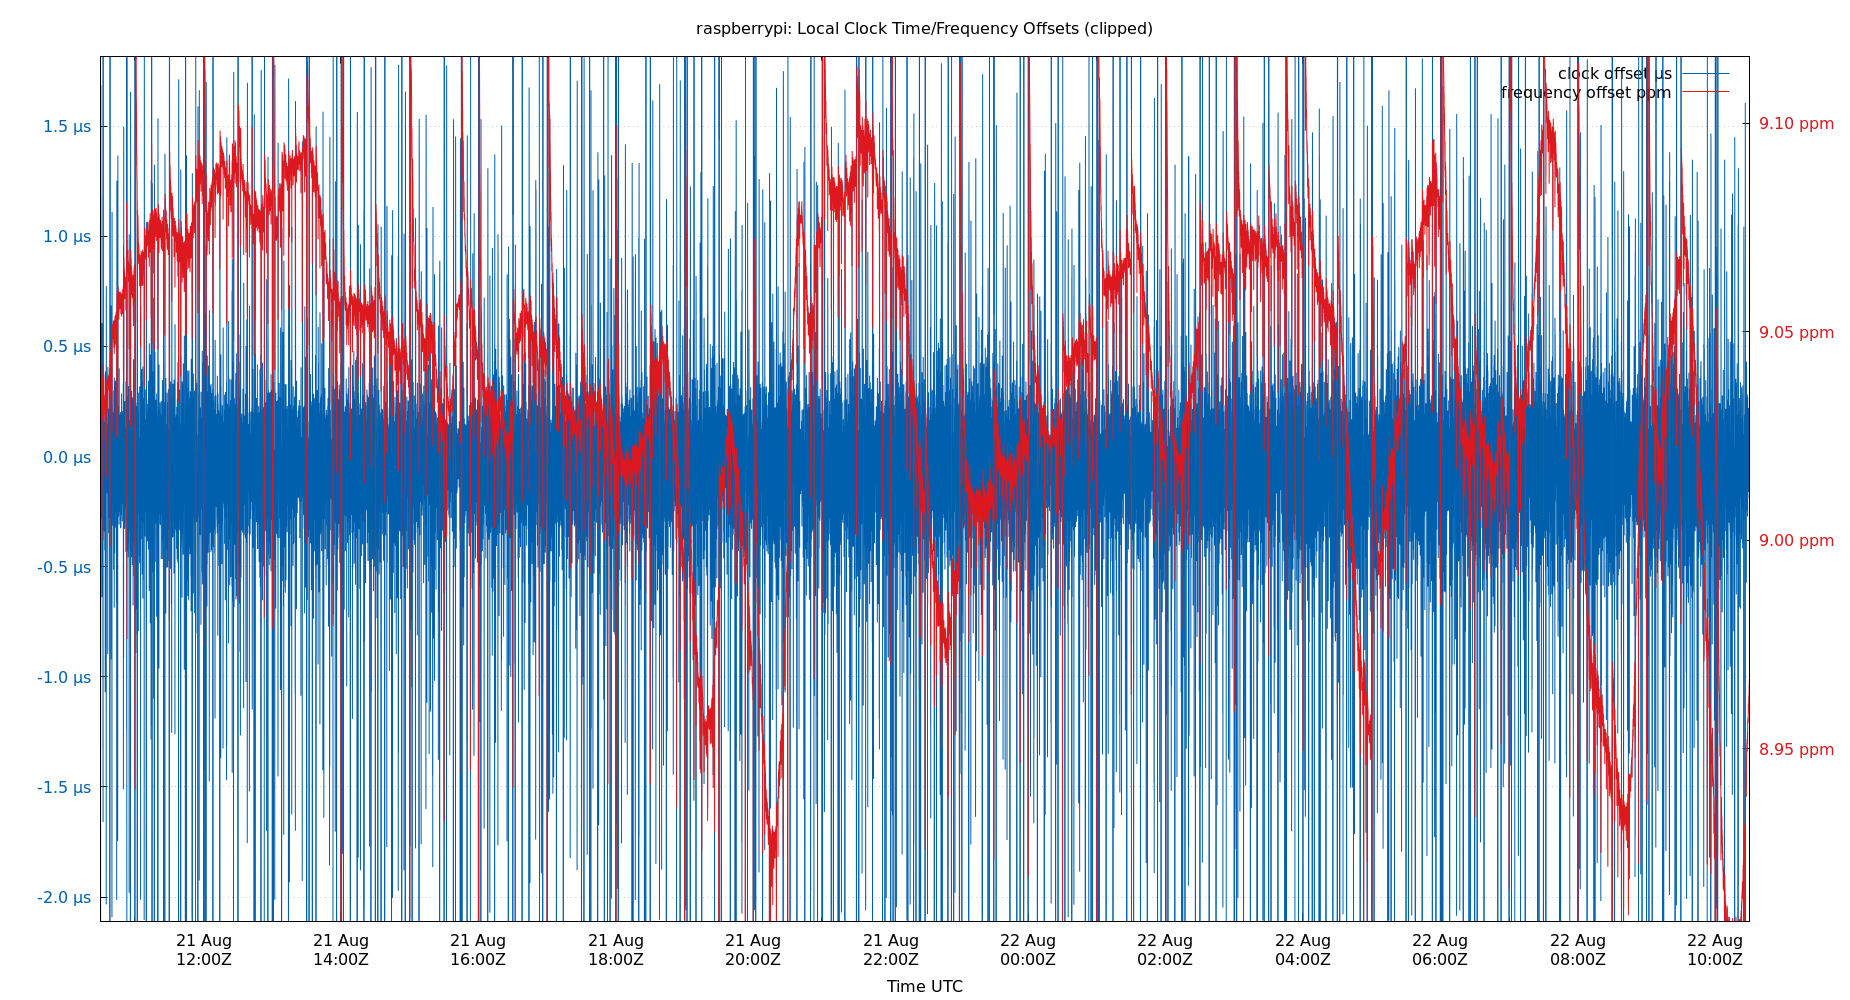 raspberrypi: Local Clock Time/Frequency Offsets (clipped)
clock offset µs
frequency offset ppm
1.5 µs
1.0 µs
0.5 µs
0.0 µs
-0.5 µs
-1.0 µs
-1.5 µs
-2.0 µs
9.10 ppm
9.05 ppm
9.00 ppm
8.95 ppm
21 Aug 21 Aug 21 Aug 21 Aug 21 Aug 21 Aug 22 Aug 22 Aug 22 Aug 22 Aug 22 Aug 22 Aug
12:00Z 14:00Z 16:00Z 18:00Z 20:00Z 22:00Z 00:00Z 02:00Z 04:00Z 06:00Z 08:00Z 10:00Z
Time UTC